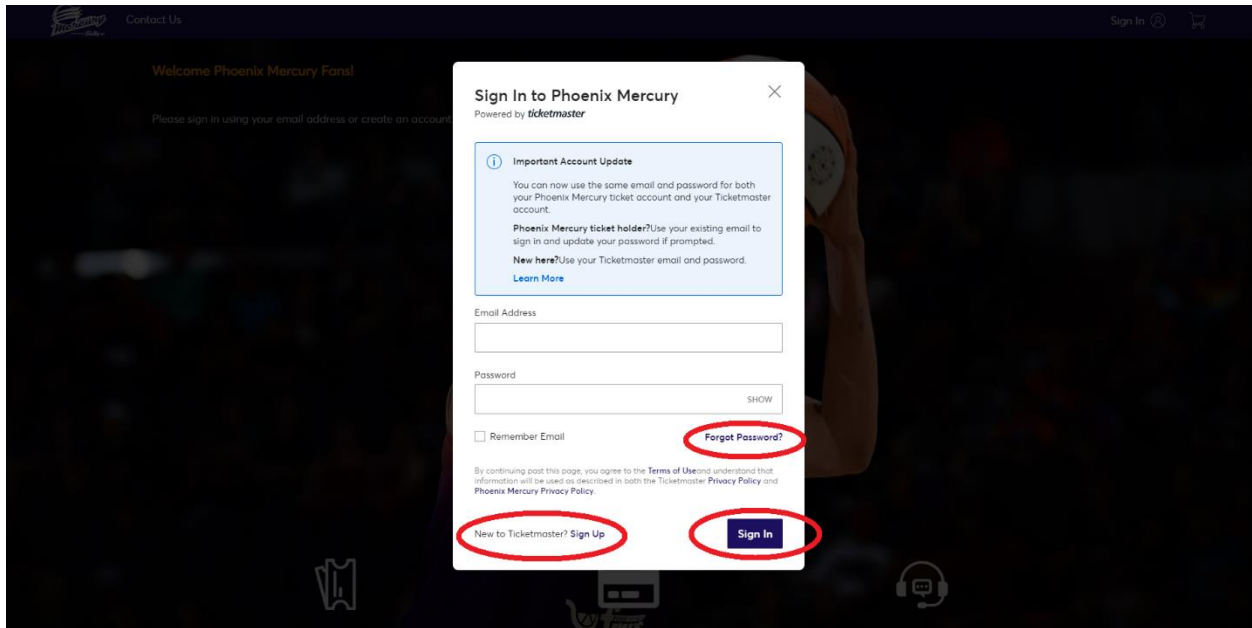 Contact Us
Sign In
Welcome Phoenix Mercury Fans!
Please sign in using your email address or create an account
Sign In to Phoenix Mercury
Powered by ticketmaster
Important Account Update
You can now use the same email and password for both
your Phoenix Mercury ticket account and your Ticketmaster
account.
Phoenix Mercury ticket holder?Use your existing email to
sign in and update your password if prompted.
New here?Use your Ticketmaster email and password.
Learn More
Email Address
Password
SHOW
Remember Email
Forgot Password?
By continuing past this page, you agree to the Terms of Useand understand that
information will be used as described in both the Ticketmaster Privacy Policy and
Phoenix Mercury Privacy Policy.
New to Ticketmaster? Sign Up
Sign In